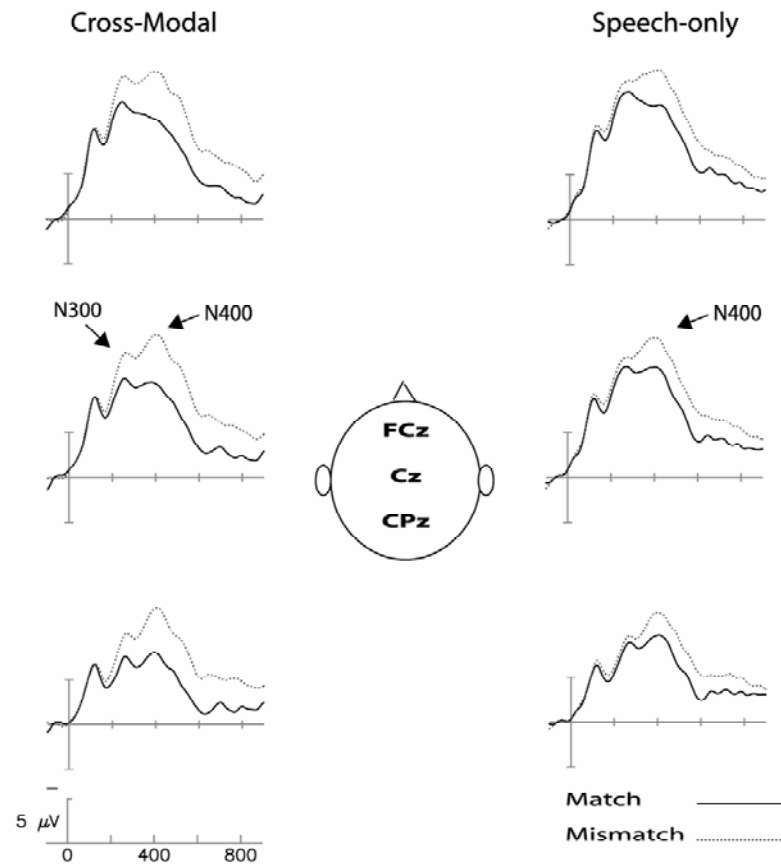 Cross-Modal Speech-only
N300 N400 N400
FCz
Cz
CPz
5 μV
0 400 800
Match
Mismatch